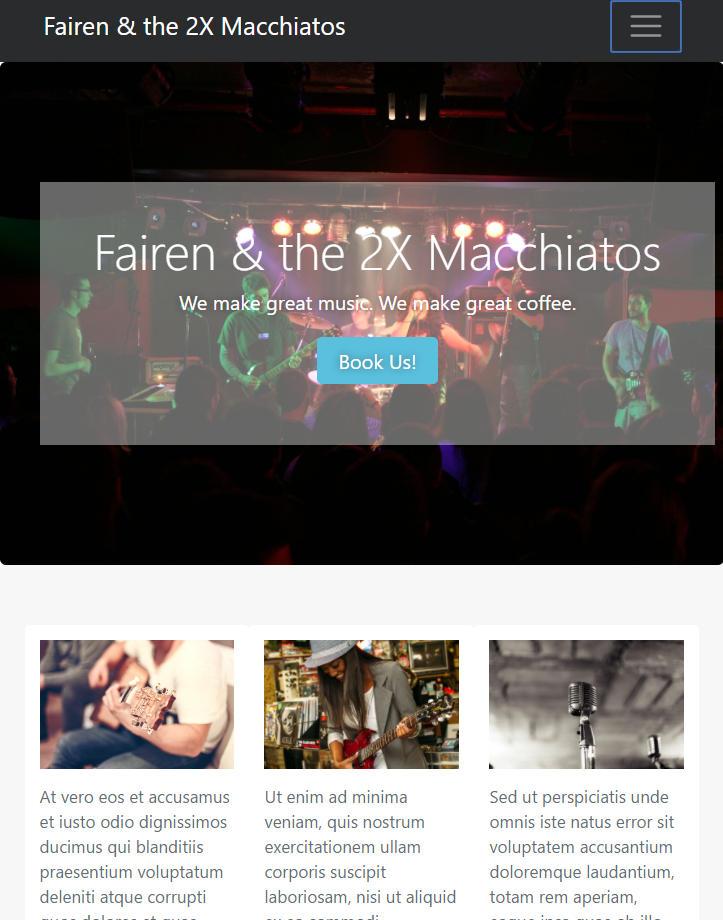 Fairen & the 2X Macchiatos
Fairen & the 2X Macchiatos
We make great music. We make great coffee.
Book Us!
At vero eos et accusamus
et iusto odio dignissimos
ducimus qui blanditiis
praesentium voluptatum
deleniti atque corrupti
Ut enim ad minima
veniam, quis nostrum
exercitationem ullam
corporis suscipit
laboriosam, nisi ut aliquid
Sed ut perspiciatis unde
omnis iste natus error sit
voluptatem accusantium
doloremque laudantium,
totam rem aperiam,